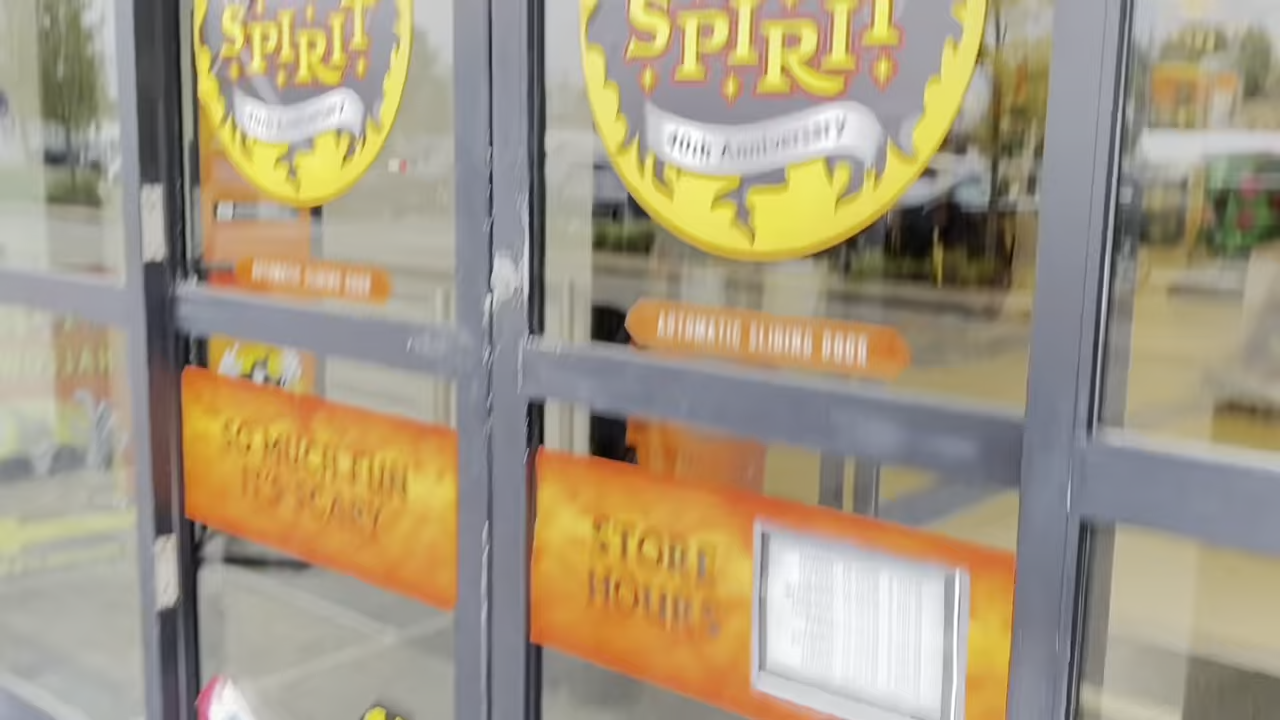 SPIRIT
40th Anniversary
AUTOMATIC SLIDING DOOR
SO MUCH FUN
IT'S SCARY
SPIRIT
40th Anniversary
AUTOMATIC SLIDING DOOR
STORE
HOURS